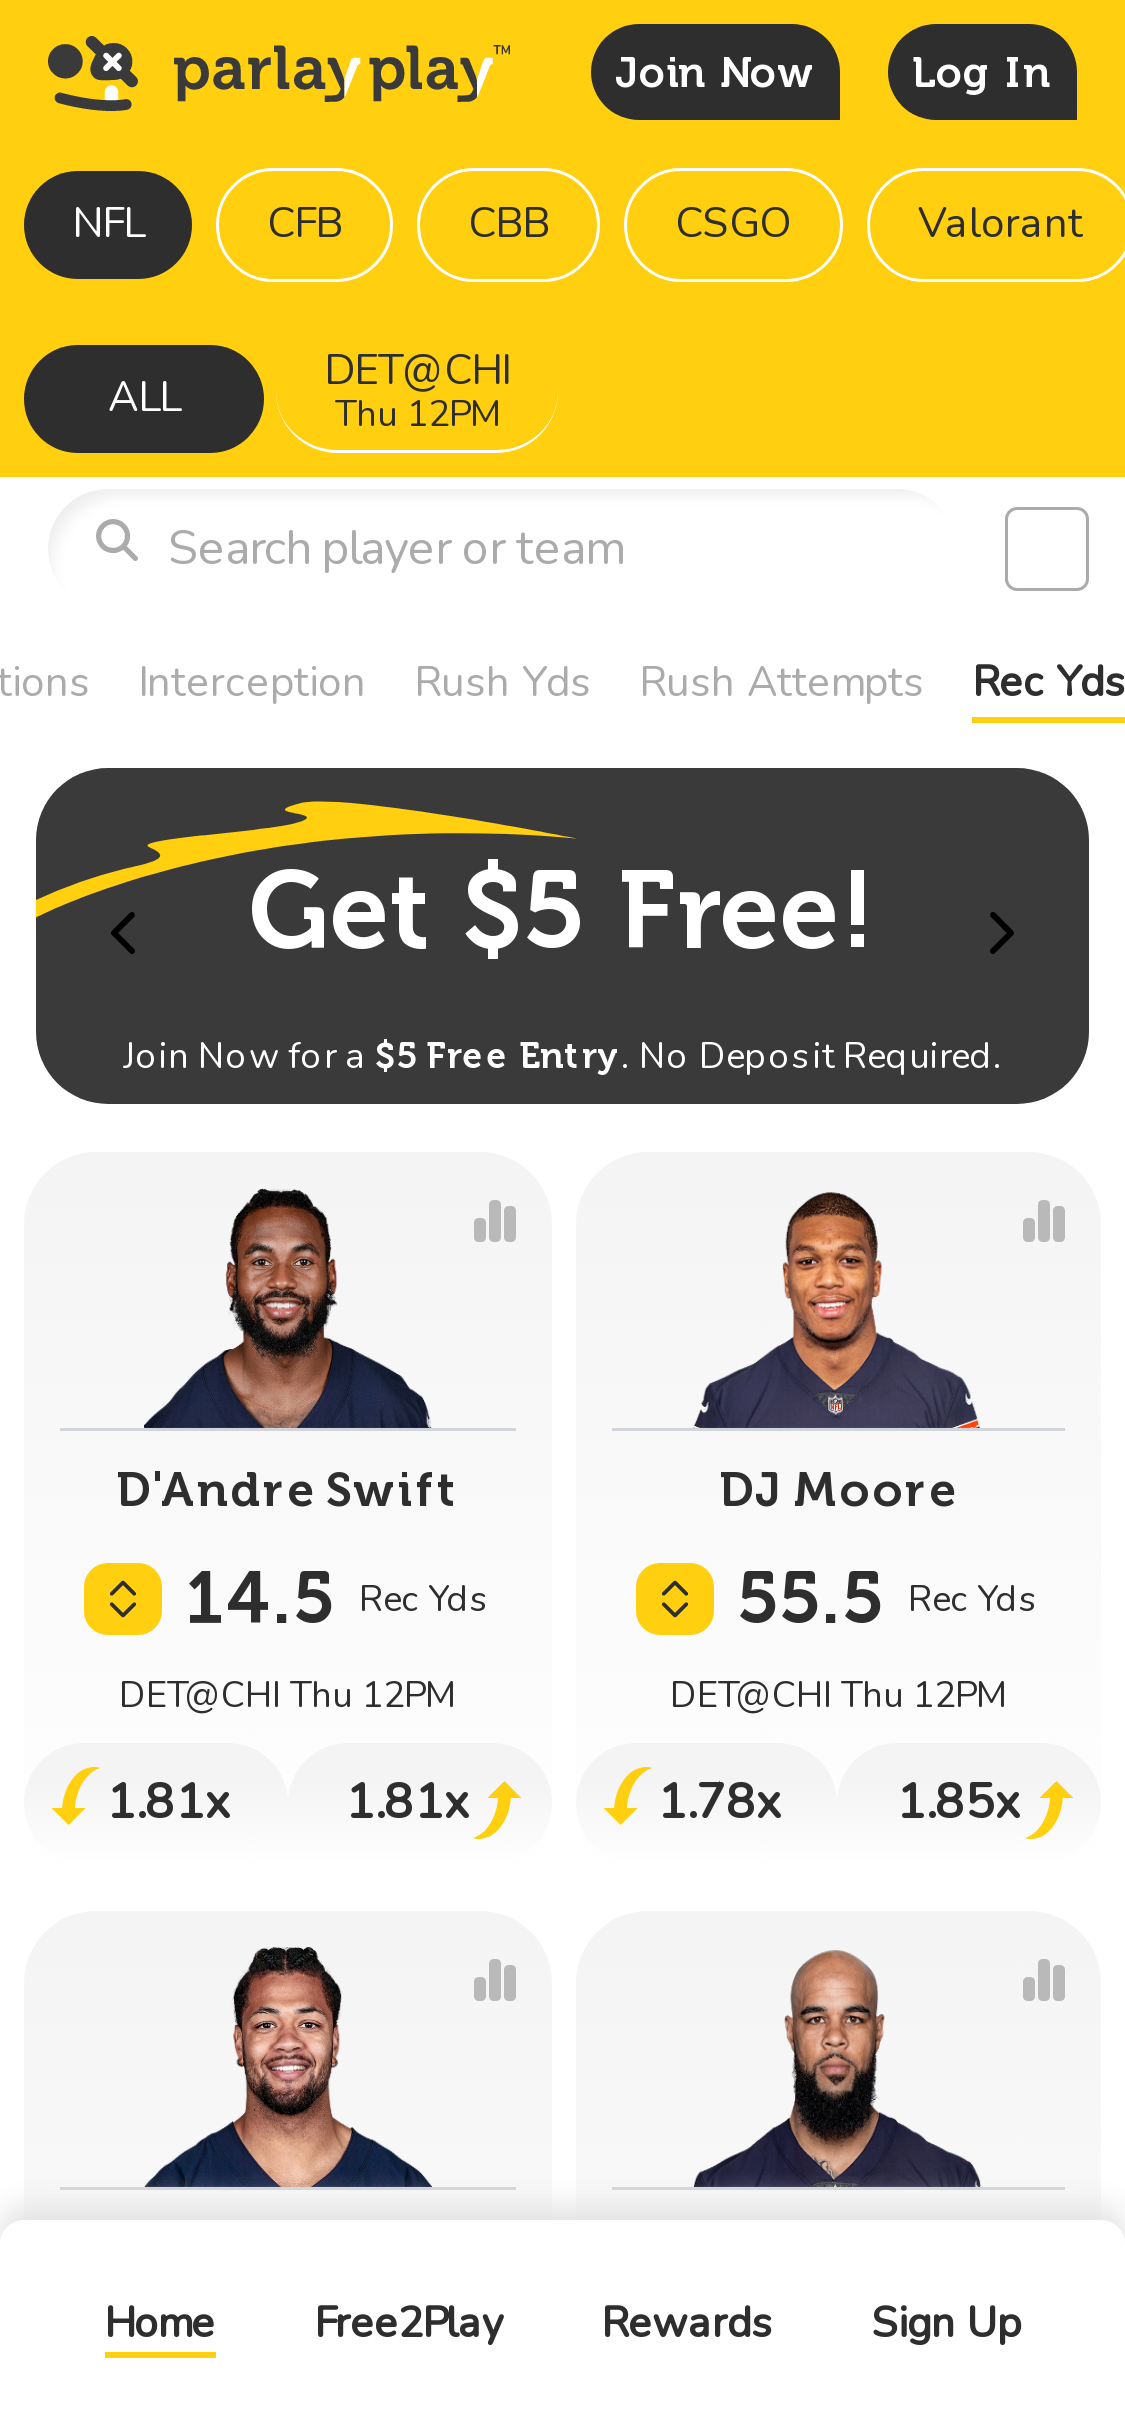 parlayplay™
Join Now
Log In
NFL
CFB
CBB
CSGO
Valorant
ALL
DET@CHI
Thu 12PM
Search player or team
tions
Interception
Rush Yds
Rush Attempts
Rec Yds
Get $5 Free!
Join Now for a $5 Free Entry. No Deposit Required.
D'Andre Swift
14.5 Rec Yds
DET@CHI Thu 12PM
1.81x
1.81x
DJ Moore
55.5 Rec Yds
DET@CHI Thu 12PM
1.78x
1.85x
Home
Free2Play
Rewards
Sign Up